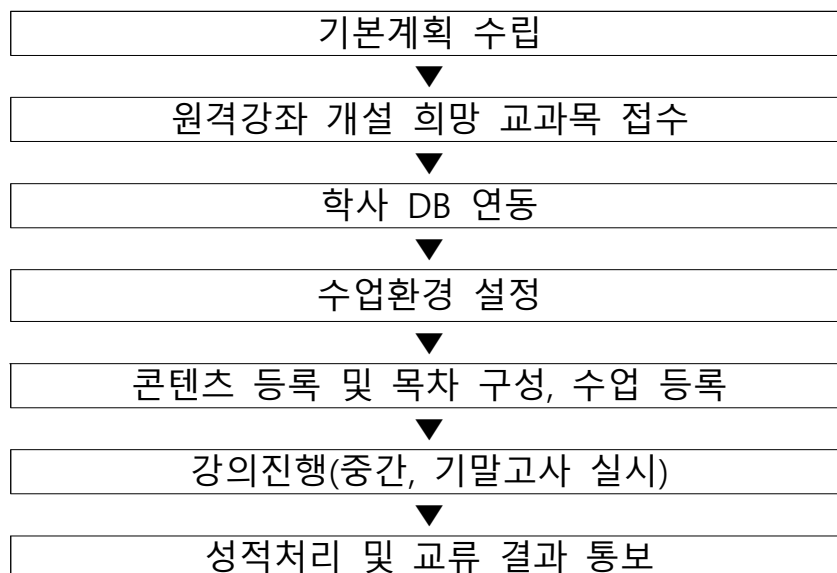 기본계획 수립
▼
원격강좌 개설 희망 교과목 접수
▼
학사 DB 연동
▼
수업환경 설정
▼
콘텐츠 등록 및 목차 구성, 수업 등록
▼
강의진행(중간, 기말고사 실시)
▼
성적처리 및 교류 결과 통보